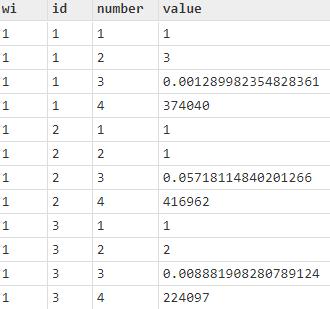 wi id number value
1 1 1 1
1 1 2 3
1 1 3 0.001289982354828361
1 1 4 374040
1 2 1 1
1 2 2 1
1 2 3 0.05718114840201266
1 2 4 416962
1 3 1 1
1 3 2 2
1 3 3 0.008881908280789124
1 3 4 224097